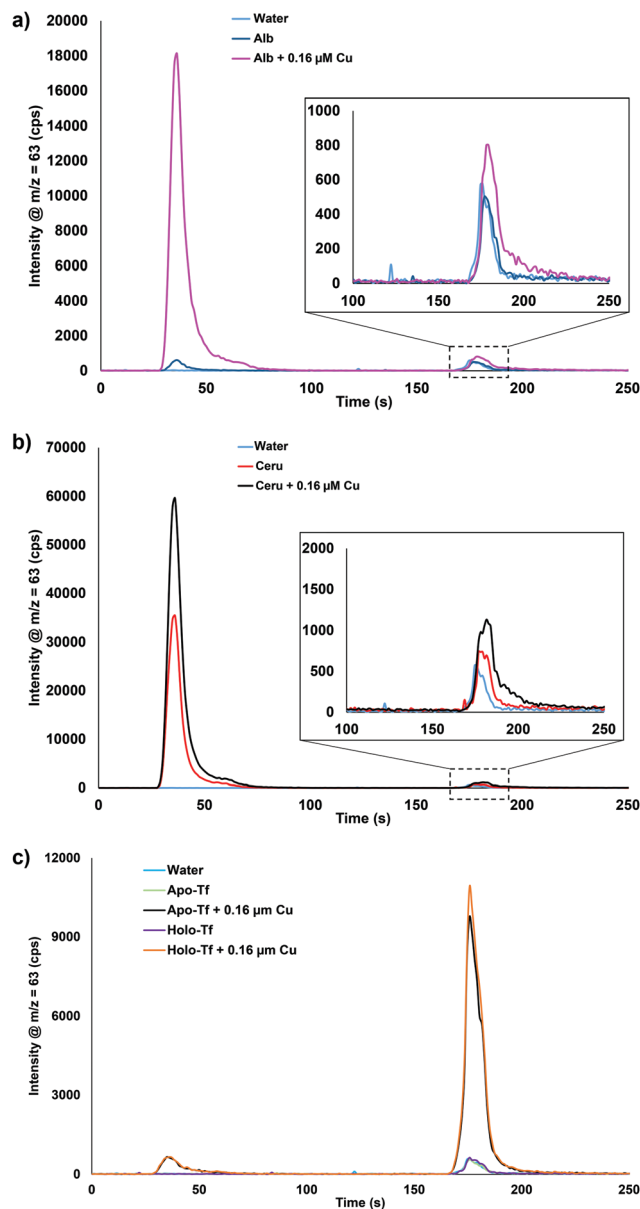 a)
Water
Alb
Alb + 0.16 µM Cu
Intensity @ m/z = 63 (cps)
20000
18000
16000
14000
12000
10000
8000
6000
4000
2000
0
1000
800
600
400
200
0
100 150 200 250
0 50 100 150 200 250
Time (s)
b)
Water
Ceru
Ceru + 0.16 µM Cu
Intensity @ m/z = 63 (cps)
70000
60000
50000
40000
30000
20000
10000
0
2000
1500
1000
500
0
100 150 200 250
0 50 100 150 200 250
Time (s)
c)
Water
Apo-Tf
Apo-Tf + 0.16 µm Cu
Holo-Tf
Holo-Tf + 0.16 µm Cu
Intensity @ m/z = 63 (cps)
12000
9000
6000
3000
0
0 50 100 150 200 250
Time (s)